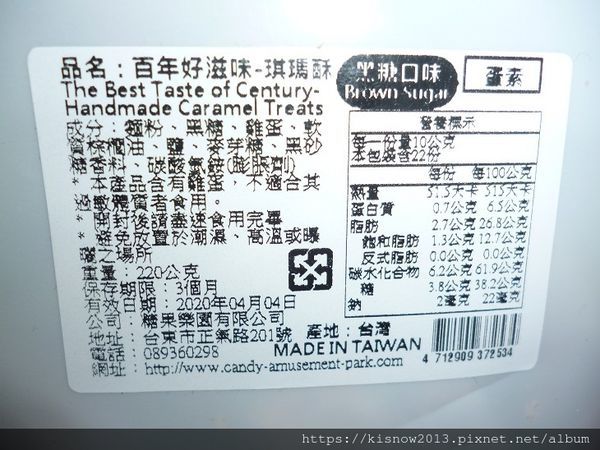 品名：百年好滋味-琪瑪酥
The Best Taste of Century-
Handmade Caramel Treats
黑糖口味
Brown Sugar
蛋素
成分：麵粉、黑糖、雞蛋、軟
質棕櫚油、鹽、麥芽糖、黑砂
糖香料、碳酸氫銨(膨脹劑)
**本產品含有雞蛋，不適合其
過敏體質者食用。
**開封後請盡速食用完畢
**避免放置於潮濕、高溫或曝
曬之場所
重量：220公克
保存期限：3個月
有效日期：2020年04月04日
公司：糖果樂園有限公司
地址：台東市正氣路201號
電話：089360298
網址：http://www.candy-amusement-park.com
營養標示
每一份量10公克
本包裝含22份
每份 每100公克
熱量 51.5大卡 515大卡
蛋白質 0.7公克 6.5公克
脂肪 2.7公克 26.8公克
飽和脂肪 1.3公克 12.7公克
反式脂肪 0.0公克 0.0公克
碳水化合物 6.2公克 61.9公克
糖 3.8公克 38.2公克
鈉 2毫克 22毫克
產地：台灣
MADE IN TAIWAN
4 712909 372534
https://kisnow2013.pixnet.net/album